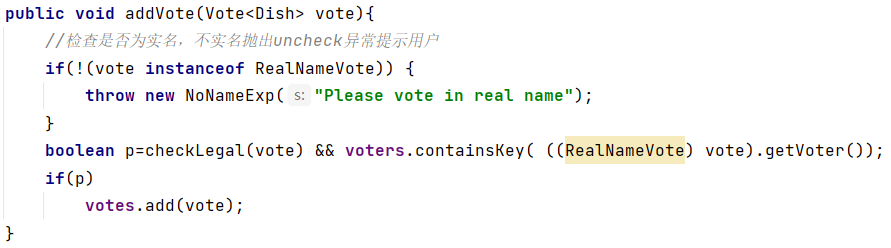 public void addVote(Vote<Dish> vote){
//检查是否为实名，不实名抛出uncheck异常提示用户
if(!(vote instanceof RealNameVote)) {
throw new NoNameExp( s: "Please vote in real name");
}
boolean p=checkLegal(vote) && voters.containsKey( ((RealNameVote) vote).getVoter());
if(p)
votes.add(vote);
}